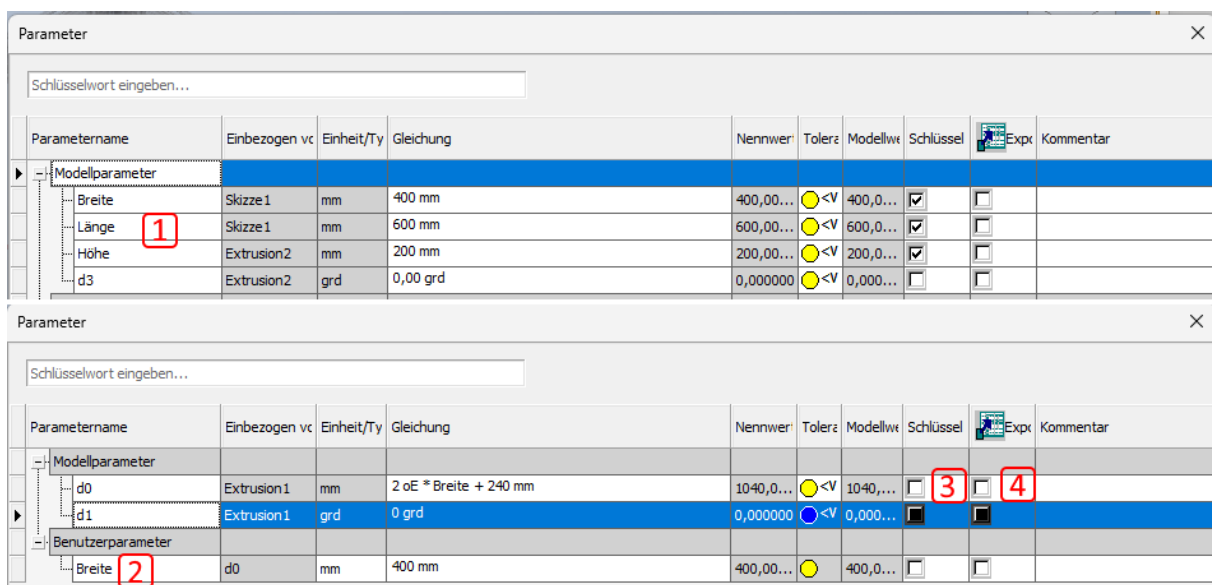 Parameter
Schlüsselwort eingeben...
Parametername Einbezogen vo Einheit/Ty Gleichung Nennwer Tolera Modellwe Schlüssel Expo Kommentar
Modellparameter
Breite Skizze1 mm 400 mm 400,00... <V 400,0...
Länge 1 Skizze1 mm 600 mm 600,00... <V 600,0...
Höhe Extrusion2 mm 200 mm 200,00... <V 200,0...
d3 Extrusion2 grd 0,00 grd 0,000000 <V 0,000...
Parameter
Schlüsselwort eingeben...
Parametername Einbezogen vo Einheit/Ty Gleichung Nennwer Tolera Modellwe Schlüssel Expo Kommentar
Modellparameter
d0 Extrusion1 mm 2 oE * Breite + 240 mm 1040,0... <V 1040,... 3 4
d1 Extrusion1 grd 0 grd 0,000000 <V 0,000...
Benutzerparameter
Breite 2 d0 mm 400 mm 400,00... 400,0...